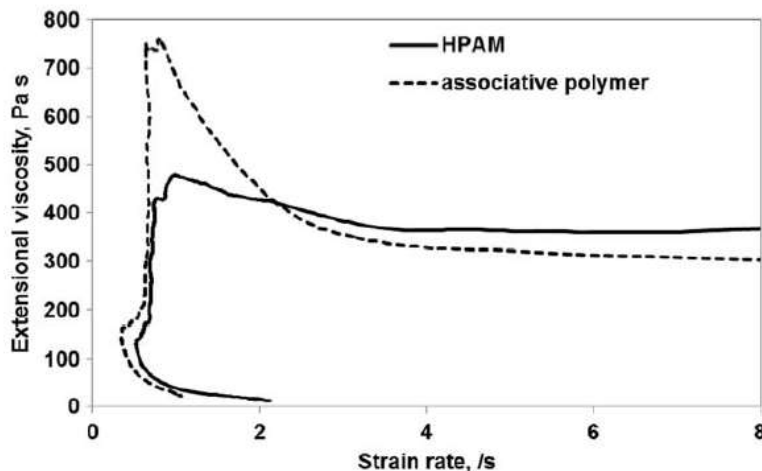 800
700
600
500
400
300
200
100
0
Extensional viscosity, Pa s
HPAM
associative polymer
0 2 4 6 8
Strain rate, /s